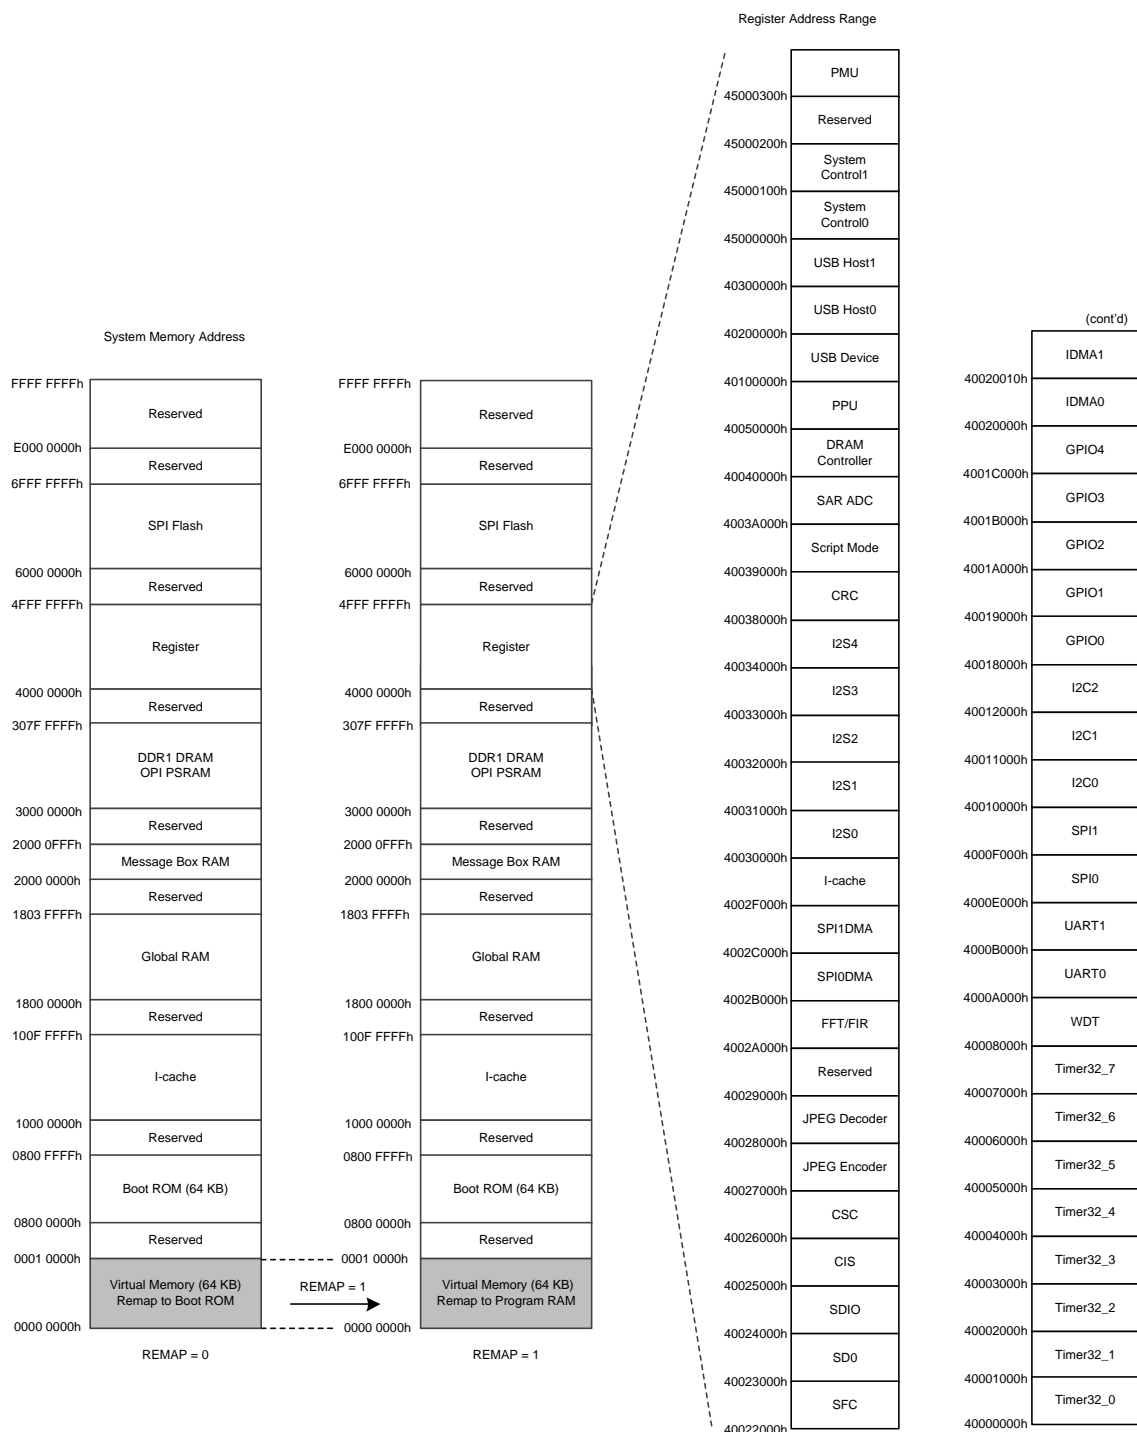 Register Address Range
PMU
45000300h
Reserved
45000200h
System
Control1
45000100h
System
Control0
45000000h
USB Host1
40300000h
USB Host0
40200000h
USB Device
40100000h
PPU
40050000h
DRAM
Controller
40040000h
SAR ADC
4003A000h
Script Mode
40039000h
CRC
40038000h
I2S4
40034000h
I2S3
40033000h
I2S2
40032000h
I2S1
40031000h
I2S0
40030000h
I-cache
4002F000h
SPI1DMA
4002C000h
SPI0DMA
4002B000h
FFT/FIR
4002A000h
Reserved
40029000h
JPEG Decoder
40028000h
JPEG Encoder
40027000h
CSC
40026000h
CIS
40025000h
SDIO
40024000h
SD0
40023000h
SFC
40022000h
(cont'd)
IDMA1
40020010h
IDMA0
40020000h
GPIO4
4001C000h
GPIO3
4001B000h
GPIO2
4001A000h
GPIO1
40019000h
GPIO0
40018000h
I2C2
40012000h
I2C1
40011000h
I2C0
40010000h
SPI1
4000F000h
SPI0
4000E000h
UART1
4000B000h
UART0
4000A000h
WDT
40008000h
Timer32_7
40007000h
Timer32_6
40006000h
Timer32_5
40005000h
Timer32_4
40004000h
Timer32_3
40003000h
Timer32_2
40002000h
Timer32_1
40001000h
Timer32_0
40000000h
System Memory Address
FFFF FFFFh
Reserved
E000 0000h
Reserved
6FFF FFFFh
SPI Flash
6000 0000h
Reserved
4FFF FFFFh
Register
4000 0000h
Reserved
307F FFFFh
DDR1 DRAM
OPI PSRAM
3000 0000h
Reserved
2000 0FFFh
Message Box RAM
2000 0000h
Reserved
1803 FFFFh
Global RAM
1800 0000h
Reserved
100F FFFFh
I-cache
1000 0000h
Reserved
0800 FFFFh
Boot ROM (64 KB)
0800 0000h
Reserved
0001 0000h
Virtual Memory (64 KB)
Remap to Boot ROM
0000 0000h
REMAP = 0
REMAP = 1
FFFF FFFFh
Reserved
E000 0000h
Reserved
6FFF FFFFh
SPI Flash
6000 0000h
Reserved
4FFF FFFFh
Register
4000 0000h
Reserved
307F FFFFh
DDR1 DRAM
OPI PSRAM
3000 0000h
Reserved
2000 0FFFh
Message Box RAM
2000 0000h
Reserved
1803 FFFFh
Global RAM
1800 0000h
Reserved
100F FFFFh
I-cache
1000 0000h
Reserved
0800 FFFFh
Boot ROM (64 KB)
0800 0000h
Reserved
0001 0000h
Virtual Memory (64 KB)
Remap to Program RAM
0000 0000h
REMAP = 1